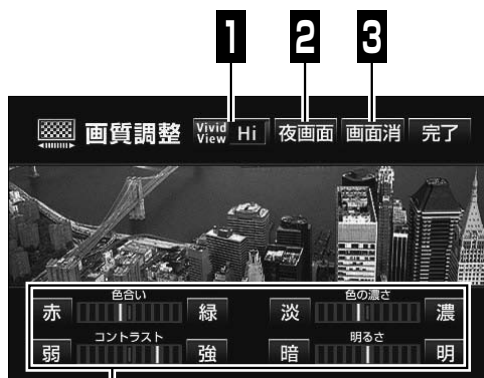 1 2 3
画質調整 Vivid View Hi 夜画面 画面消 完了
赤 色合い 緑 淡 色の濃さ 濃
弱 コントラスト 強 暗 明るさ 明